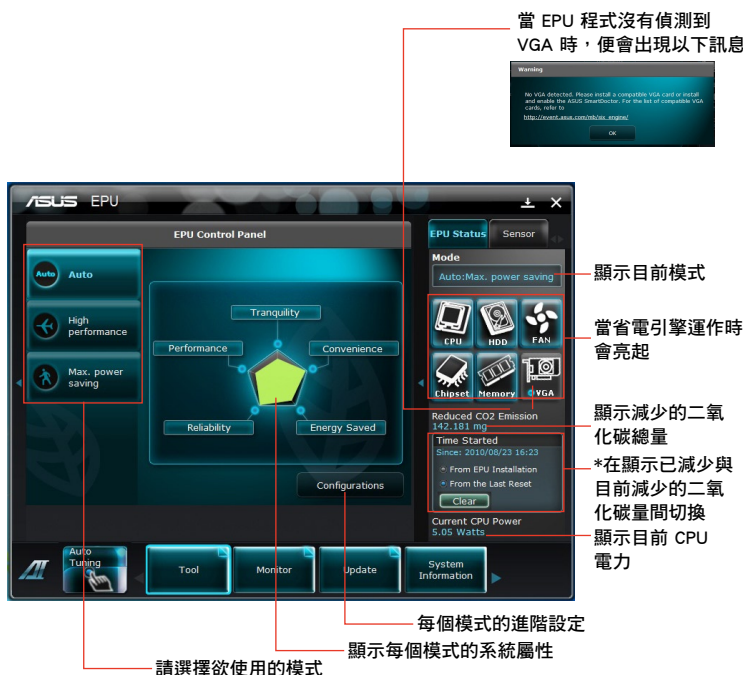 當 EPU 程式沒有偵測到
VGA 時，便會出現以下訊息
Warning
No VGA detected. Please install a compatible VGA card or install
and enable the ASUS SmartDoctor. For the list of compatible VGA
cards, refer to
http://event.asus.com/mb/six_engine/
OK
ASUS EPU
EPU Control Panel
Auto Auto
High
performance
Max. power
saving
Tranquility
Performance
Convenience
Reliability
Energy Saved
Configurations
EPU Status
Sensor
Mode
Auto:Max. power saving
CPU
HDD
FAN
Chipset
Memory
VGA
Reduced CO2 Emission
142.181 mg
Time Started
Since: 2010/08/23 16:23
From EPU Installation
From the Last Reset
Clear
Current CPU Power
5.05 Watts
顯示目前模式
當省電引擎運作時
會亮起
顯示減少的二氧
化碳總量
*在顯示已減少與
目前減少的二氧
化碳量間切換
顯示目前 CPU
電力
AI
Auto
Tuning
Tool
Monitor
Update
System
Information
每個模式的進階設定
顯示每個模式的系統屬性
請選擇欲使用的模式